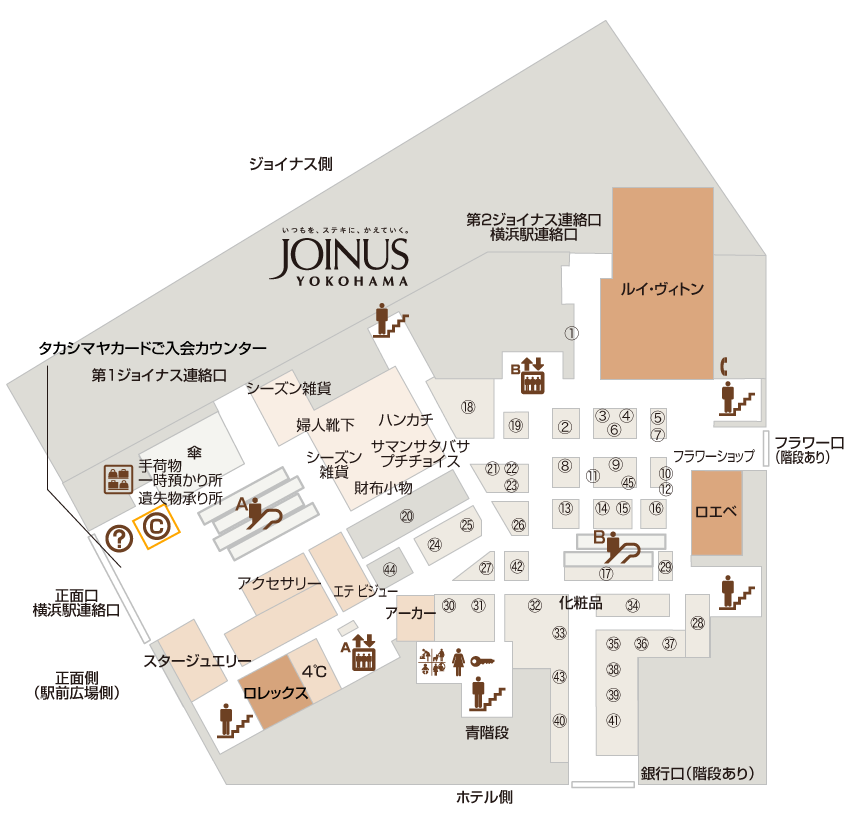 ジョイナス側
第2ジョイナス連絡口
横浜駅連絡口
いつもを、ステキに、かえていく。
JOINUS
YOKOHAMA
ルイ・ヴィトン
①
タカシマヤカードご入会カウンター
第1ジョイナス連絡口
シーズン雑貨
B
婦人靴下
ハンカチ
⑱
⑲
②
③
④
⑤
⑥
⑦
傘
シーズン
雑貨
サマンサタバサ
プチチョイス
フラワーショップ
フラワー口
(階段あり)
手荷物
一時預かり所
遺失物承り所
財布小物
㉑
㉒
㉓
⑧
⑪
⑨
㊺
⑩
⑫
A
⑳
㉕
㉖
⑬
⑭
⑮
⑯
ロエベ
?
C
㉔
B
㊹
㉗
㊷
⑰
㉙
正面口
横浜駅連絡口
アクセサリー
エテ ビジュー
アーカー
㉚
㉛
㉜
化粧品
㉞
㉘
スタージュエリー
A
4℃
㉝
㉟
㊱
㊲
正面側
(駅前広場側)
ロレックス
㊸
㊳
㊴
㊵
㊶
青階段
銀行口(階段あり)
ホテル側